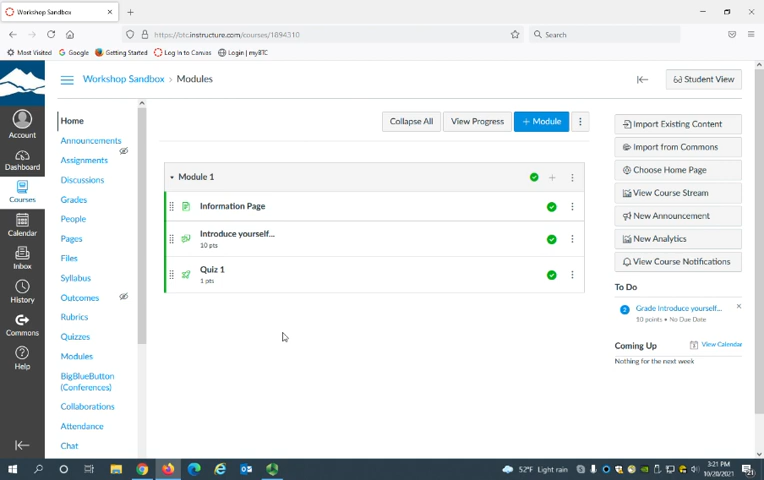 Workshop Sandbox
https://btc.instructure.com/courses/1894310
Search
Most Visited
Google
Getting Started
Log In to Canvas
Login | myBTC
Workshop Sandbox > Modules
Student View
Account
Dashboard
Courses
Calendar
Inbox
History
Commons
Help
Home
Announcements
Assignments
Discussions
Grades
People
Pages
Files
Syllabus
Outcomes
Rubrics
Quizzes
Modules
BigBlueButton
(Conferences)
Collaborations
Attendance
Chat
Collapse All
View Progress
+ Module
Module 1
Information Page
Introduce yourself...
10 pts
Quiz 1
1 pts
Import Existing Content
Import from Commons
Choose Home Page
View Course Stream
New Announcement
New Analytics
View Course Notifications
To Do
2
Grade Introduce yourself...
10 points • No Due Date
Coming Up
View Calendar
Nothing for the next week
52°F Light rain
3:21 PM
10/20/2021